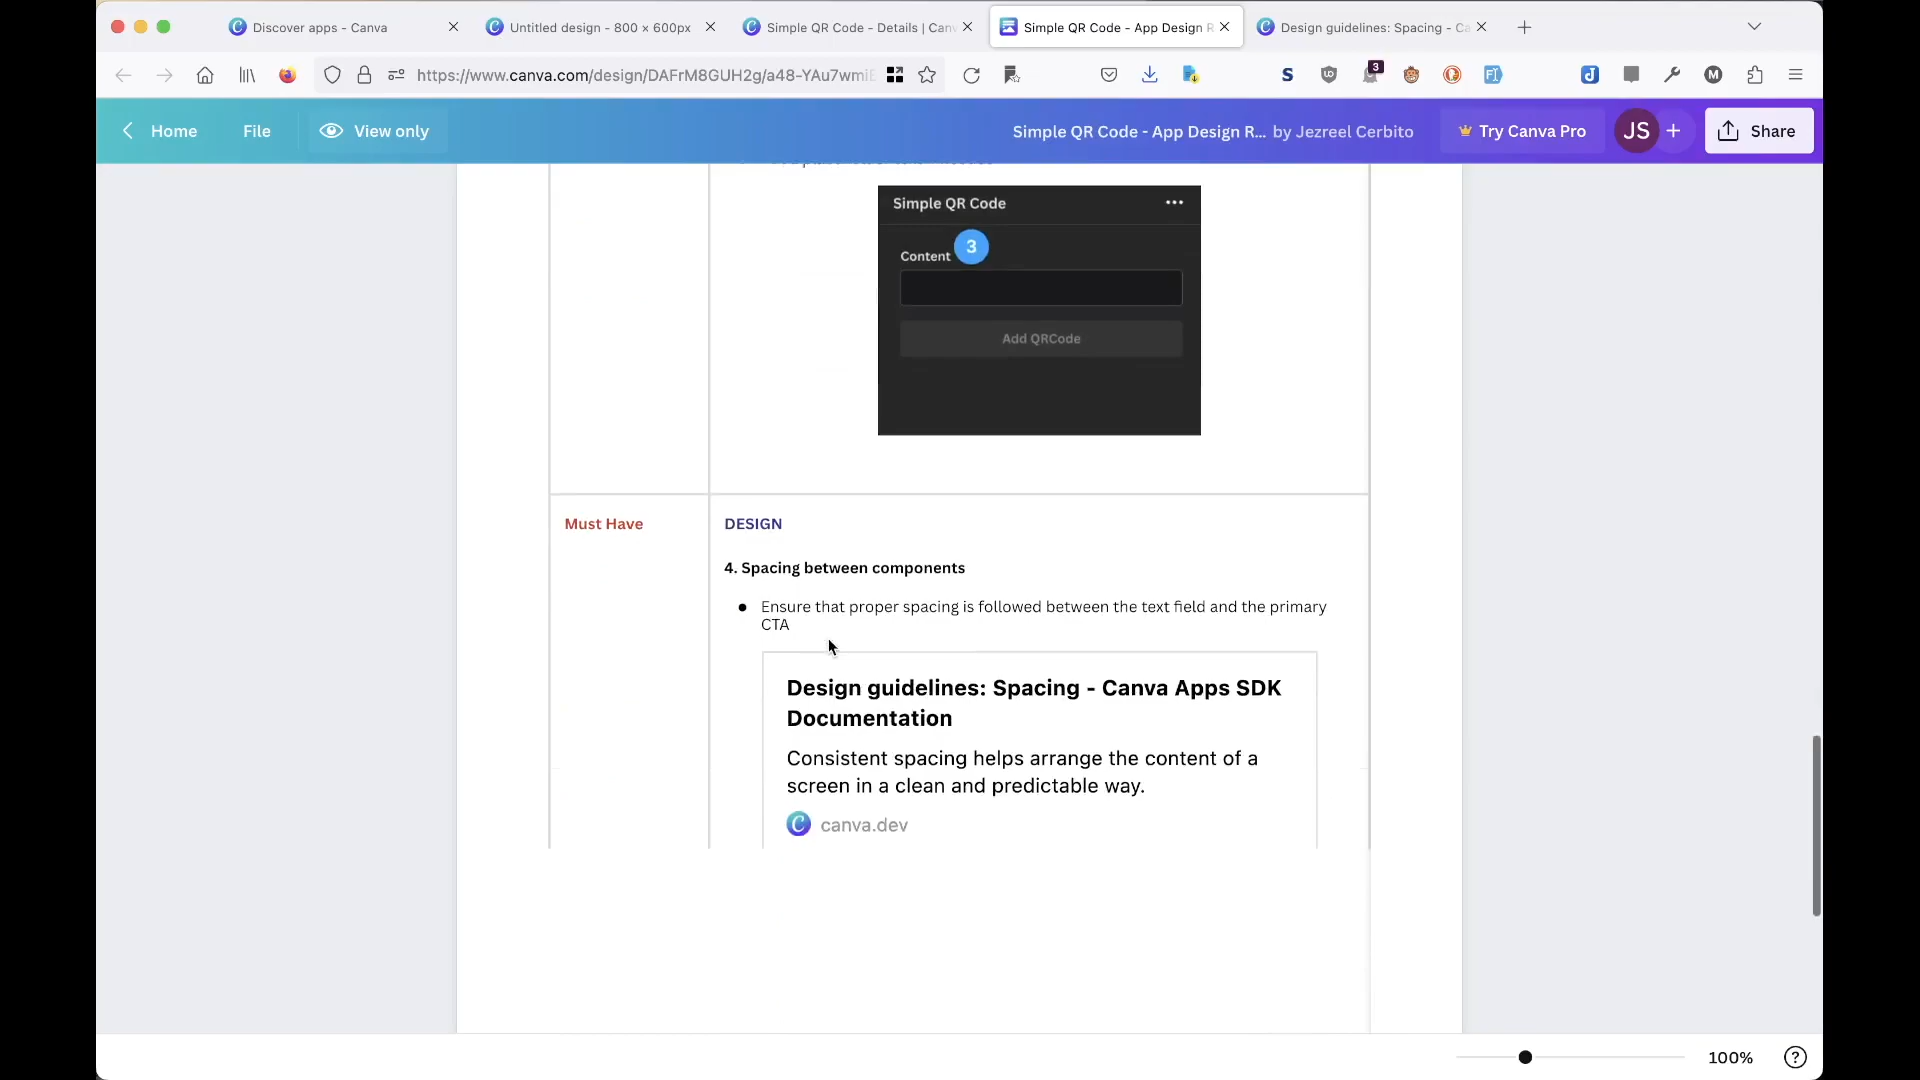 Discover apps - Canva
Untitled design - 800 × 600px
Simple QR Code - Details | Can
Simple QR Code - App Design R
Design guidelines: Spacing - Ca
https://www.canva.com/design/DAFrM8GUH2g/a48-YAu7wmi
3
Home
File
View only
Simple QR Code - App Design R... by Jezreel Cerbito
Try Canva Pro
JS
Share
Simple QR Code
3
Content
Add QRCode
Must Have
DESIGN
4. Spacing between components
Ensure that proper spacing is followed between the text field and the primary
CTA
Design guidelines: Spacing - Canva Apps SDK
Documentation
Consistent spacing helps arrange the content of a
screen in a clean and predictable way.
canva.dev
100%